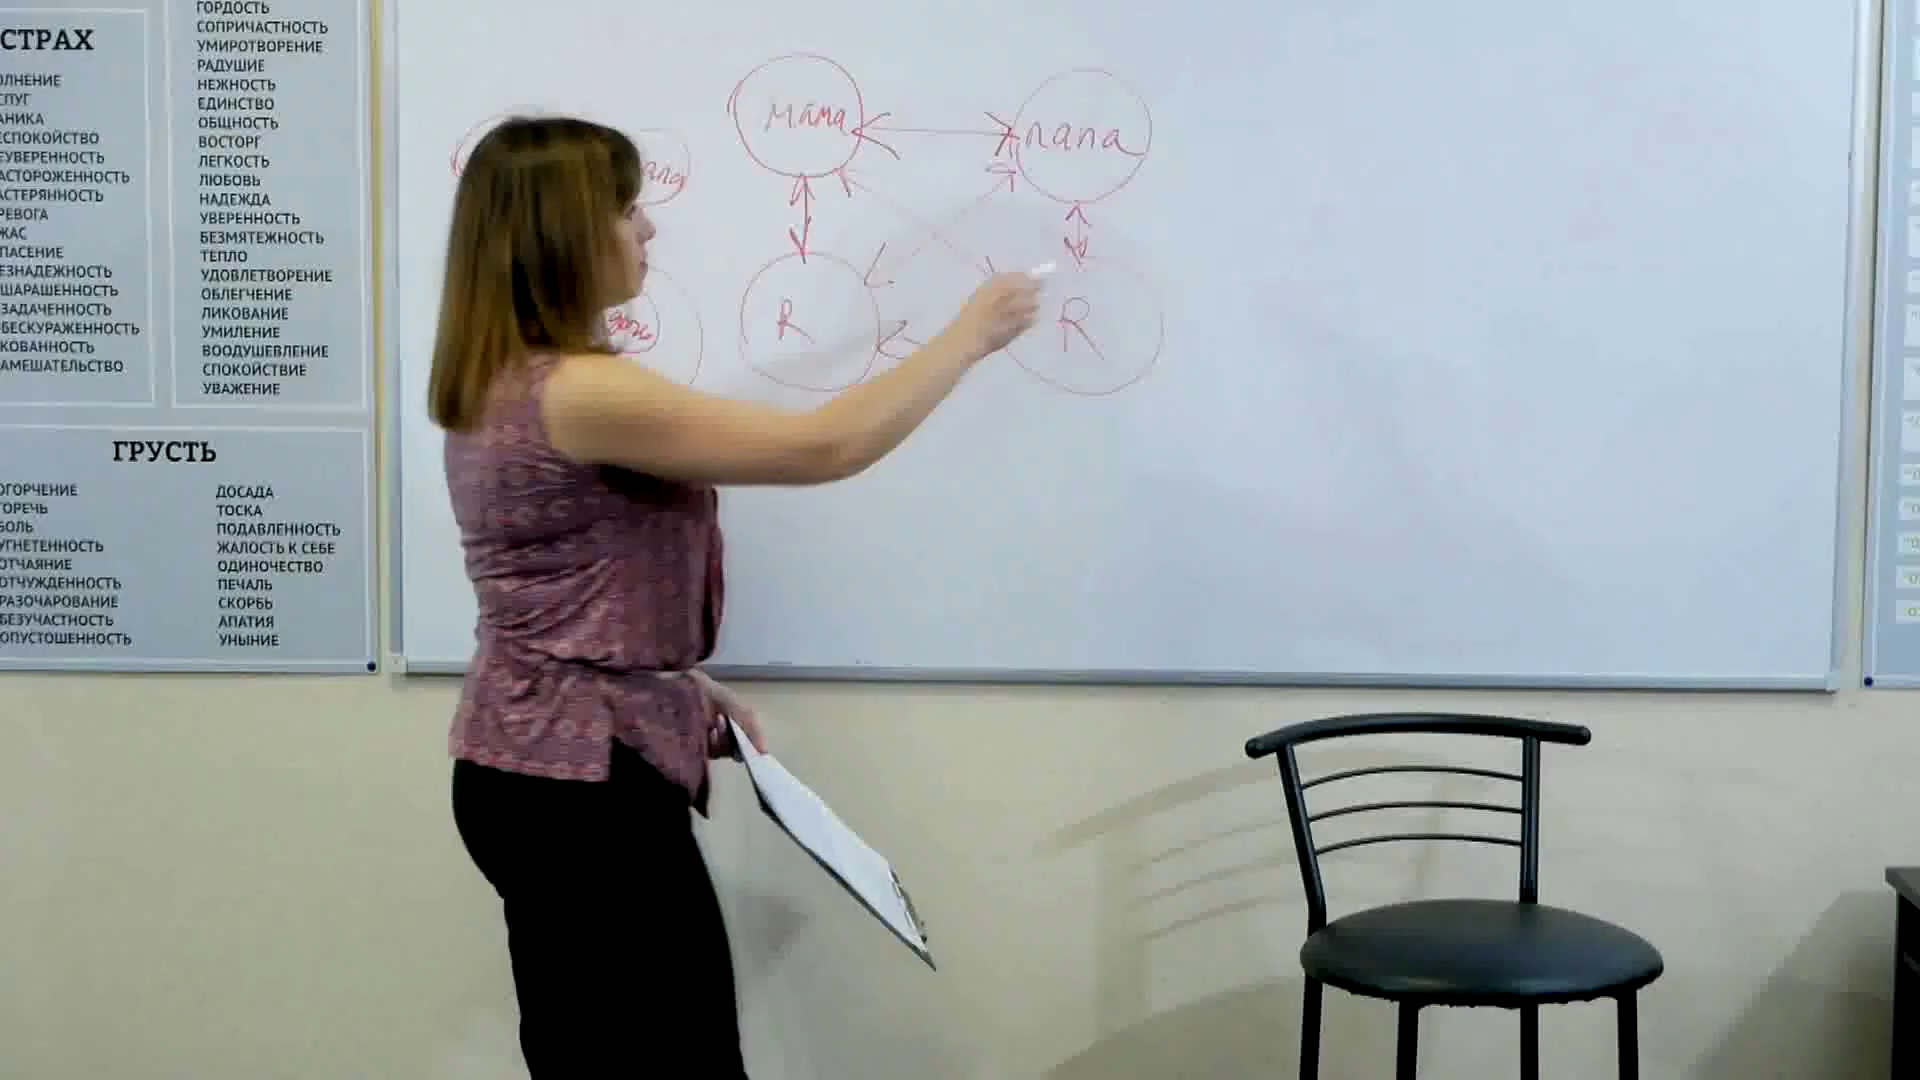 СТРАХ
ОЛНЕНИЕ
СПУГ
АНИКА
ЕСПОКОЙСТВО
ЕУВЕРЕННОСТЬ
АСТОРОЖЕННОСТЬ
АСТЕРЯННОСТЬ
РЕВОГА
ЖАС
ПАСЕНИЕ
ЕЗНАДЕЖНОСТЬ
ШАРАШЕННОСТЬ
ЗАДАЧЕННОСТЬ
БЕСКУРАЖЕННОСТЬ
КОВАННОСТЬ
АМЕШАТЕЛЬСТВО
ГОРДОСТЬ
СОПРИЧАСТНОСТЬ
УМИРОТВОРЕНИЕ
РАДУШИЕ
НЕЖНОСТЬ
ЕДИНСТВО
ОБЩНОСТЬ
ВОСТОРГ
ЛЕГКОСТЬ
ЛЮБОВЬ
НАДЕЖДА
УВЕРЕННОСТЬ
БЕЗМЯТЕЖНОСТЬ
ТЕПЛО
УДОВЛЕТВОРЕНИЕ
ОБЛЕГЧЕНИЕ
ЛИКОВАНИЕ
УМИЛЕНИЕ
ВООДУШЕВЛЕНИЕ
СПОКОЙСТВИЕ
УВАЖЕНИЕ
ГРУСТЬ
ОГОРЧЕНИЕ
ГОРЕЧЬ
БОЛЬ
УГНЕТЕННОСТЬ
ОТЧАЯНИЕ
ОТЧУЖДЕННОСТЬ
РАЗОЧАРОВАНИЕ
БЕЗУЧАСТНОСТЬ
ОПУСТОШЕННОСТЬ
ДОСАДА
ТОСКА
ПОДАВЛЕННОСТЬ
ЖАЛОСТЬ К СЕБЕ
ОДИНОЧЕСТВО
ПЕЧАЛЬ
СКОРБЬ
АПАТИЯ
УНЫНИЕ
мама
папа
R
R